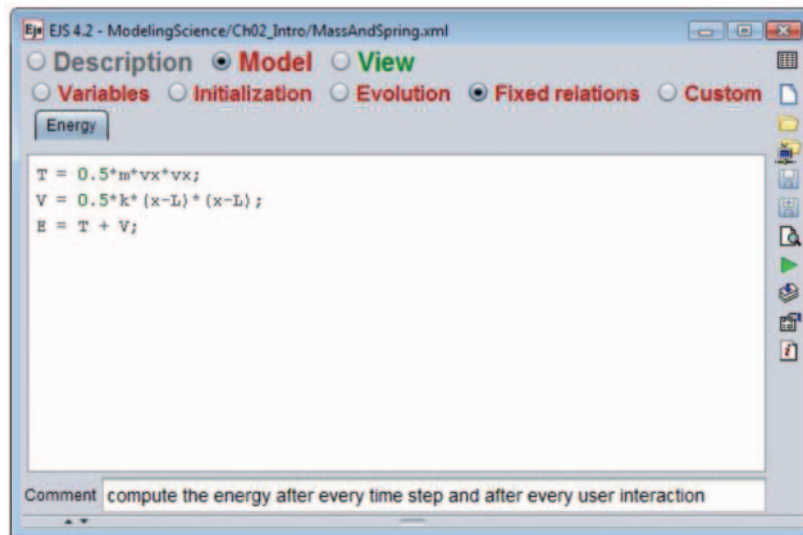 Ejs EJS 4.2 - ModelingScience/Ch02_Intro/MassAndSpring.xml
Description Model View
Variables Initialization Evolution Fixed relations Custom
Energy
T = 0.5*m*vx*vx;
V = 0.5*k*(x-L)*(x-L);
E = T + V;
Comment compute the energy after every time step and after every user interaction